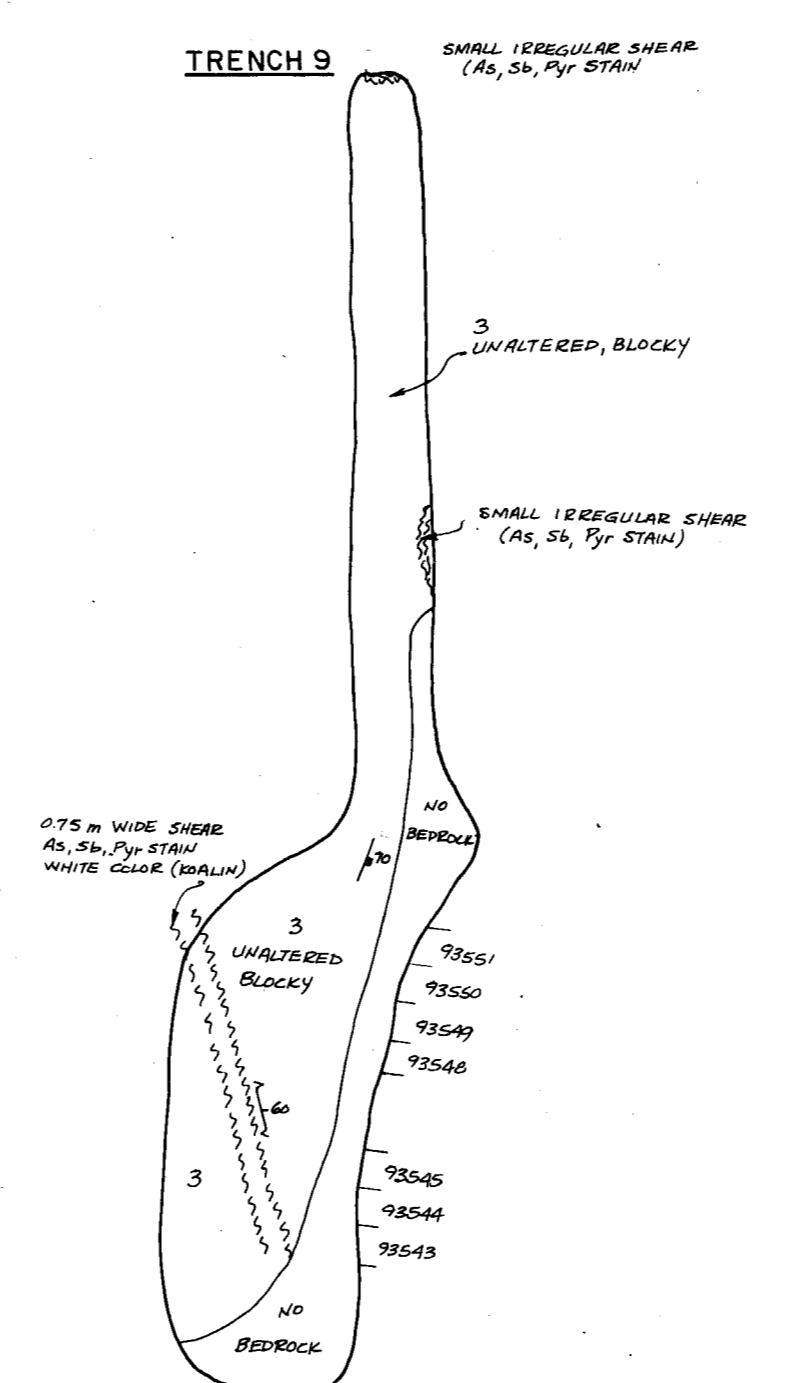 TRENCH 9
SMALL IRREGULAR SHEAR
(As, Sb, Pyr STAIN
3
UNALTERED, BLOCKY
SMALL IRREGULAR SHEAR
(As, Sb, Pyr STAIN)
NO
BEDROCK
0.75 m WIDE SHEAR
As, Sb, Pyr STAIN
WHITE COLOR (KOALIN)
70
3
UNALTERED
BLOCKY
93551
93550
93549
93548
60
3
93545
93544
93543
NO
BEDROCK